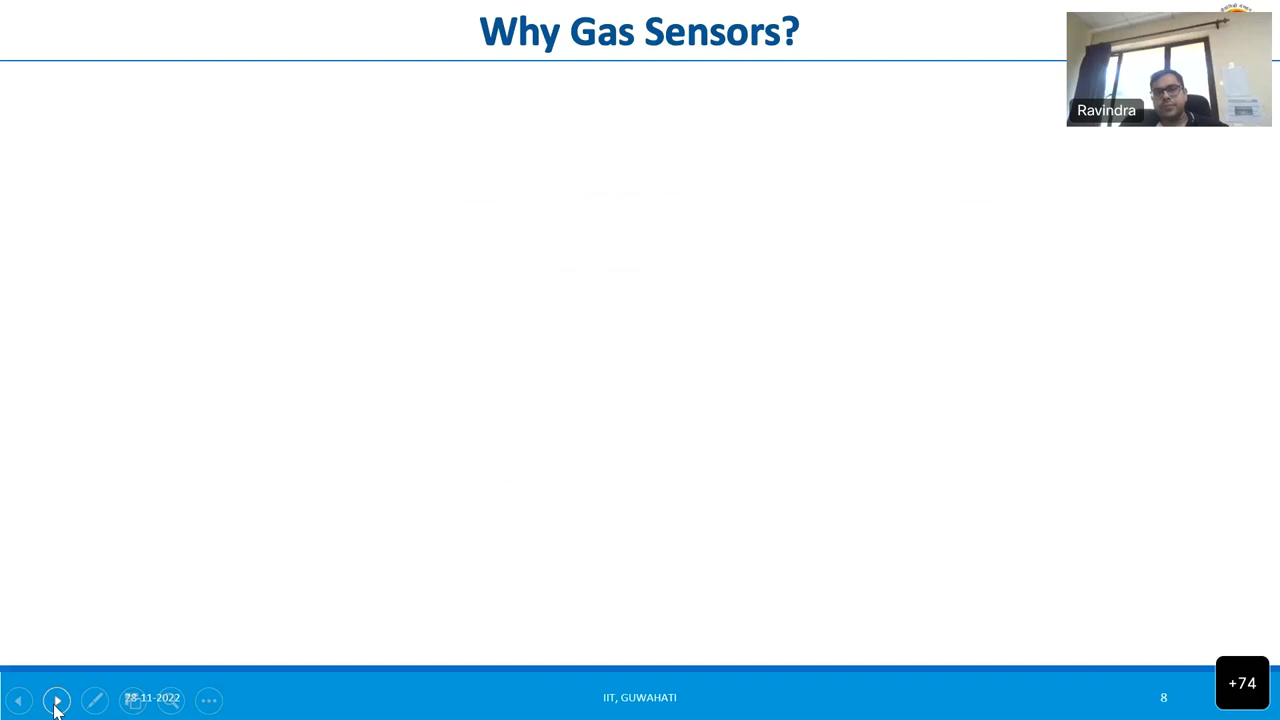 Why Gas Sensors?
Ravindra
28-11-2022
IIT, GUWAHATI
8
+74